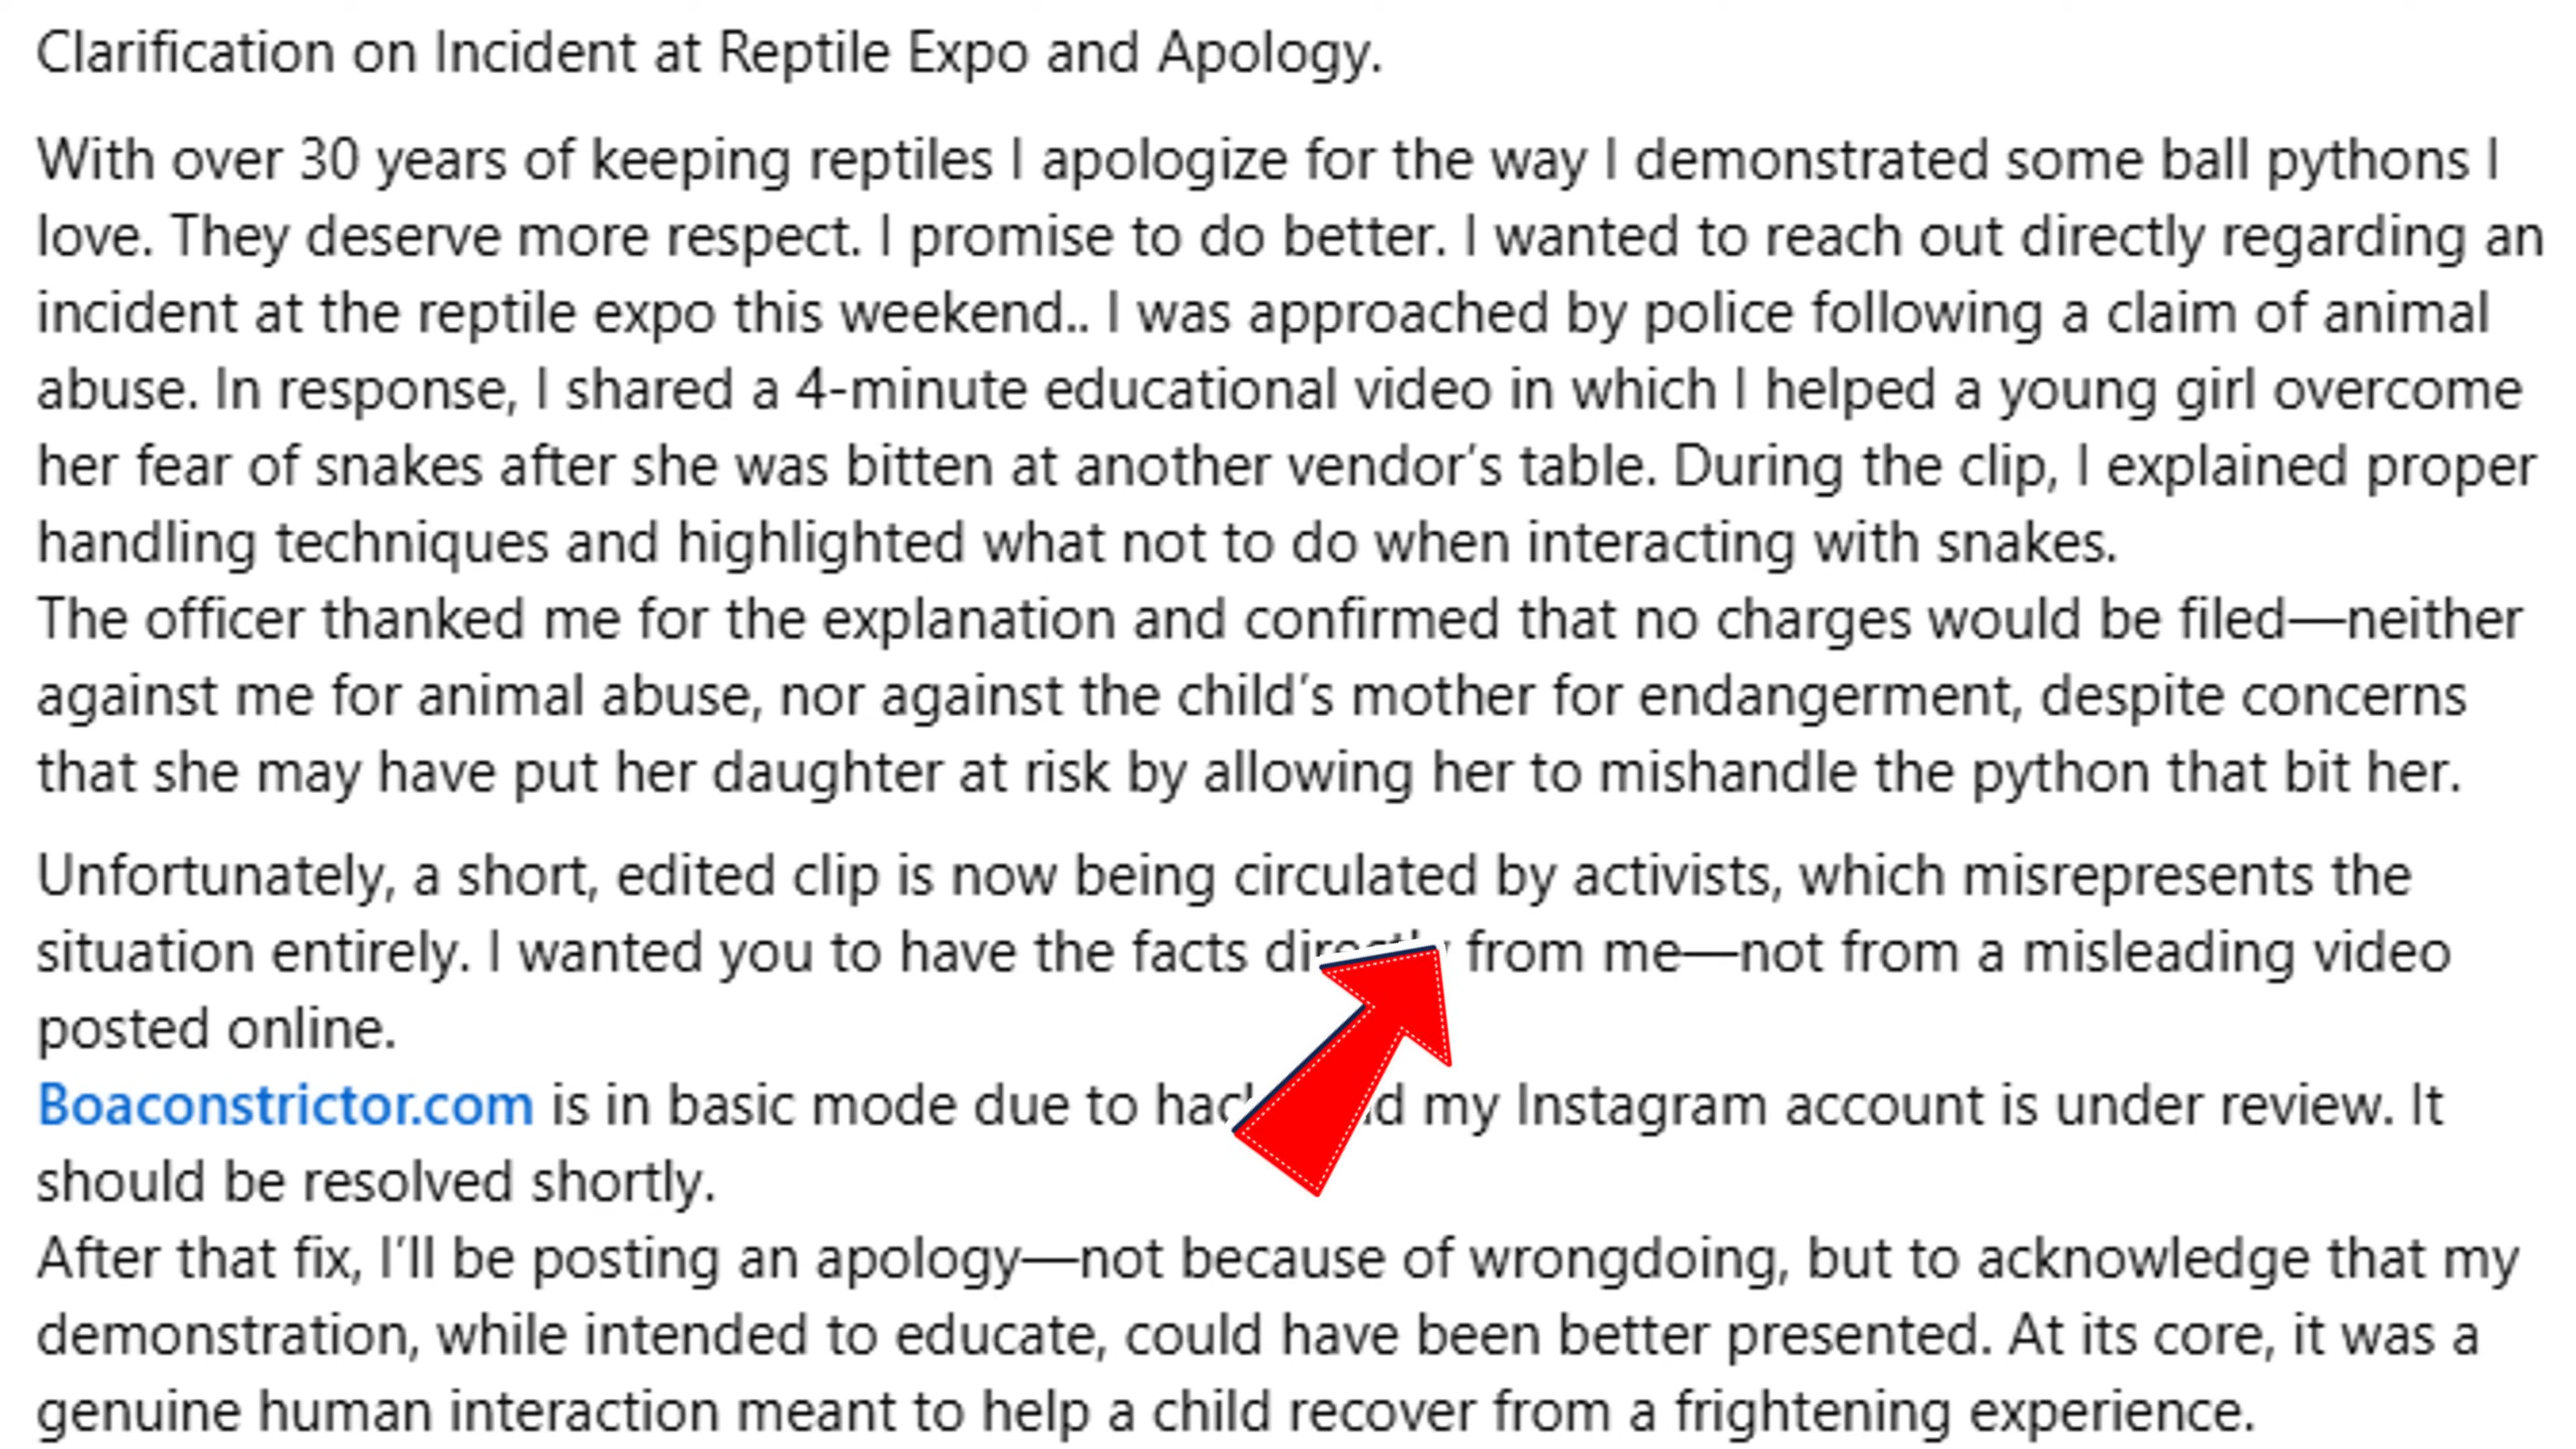 Clarification on Incident at Reptile Expo and Apology.
With over 30 years of keeping reptiles I apologize for the way I demonstrated some ball pythons I
love. They deserve more respect. I promise to do better. I wanted to reach out directly regarding an
incident at the reptile expo this weekend.. I was approached by police following a claim of animal
abuse. In response, I shared a 4-minute educational video in which I helped a young girl overcome
her fear of snakes after she was bitten at another vendor’s table. During the clip, I explained proper
handling techniques and highlighted what not to do when interacting with snakes.
The officer thanked me for the explanation and confirmed that no charges would be filed—neither
against me for animal abuse, nor against the child’s mother for endangerment, despite concerns
that she may have put her daughter at risk by allowing her to mishandle the python that bit her.
Unfortunately, a short, edited clip is now being circulated by activists, which misrepresents the
situation entirely. I wanted you to have the facts directly from me—not from a misleading video
posted online.
Boaconstrictor.com is in basic mode due to my Instagram account is under review. It
should be resolved shortly.
After that fix, I’ll be posting an apology—not because of wrongdoing, but to acknowledge that my
demonstration, while intended to educate, could have been better presented. At its core, it was a
genuine human interaction meant to help a child recover from a frightening experience.